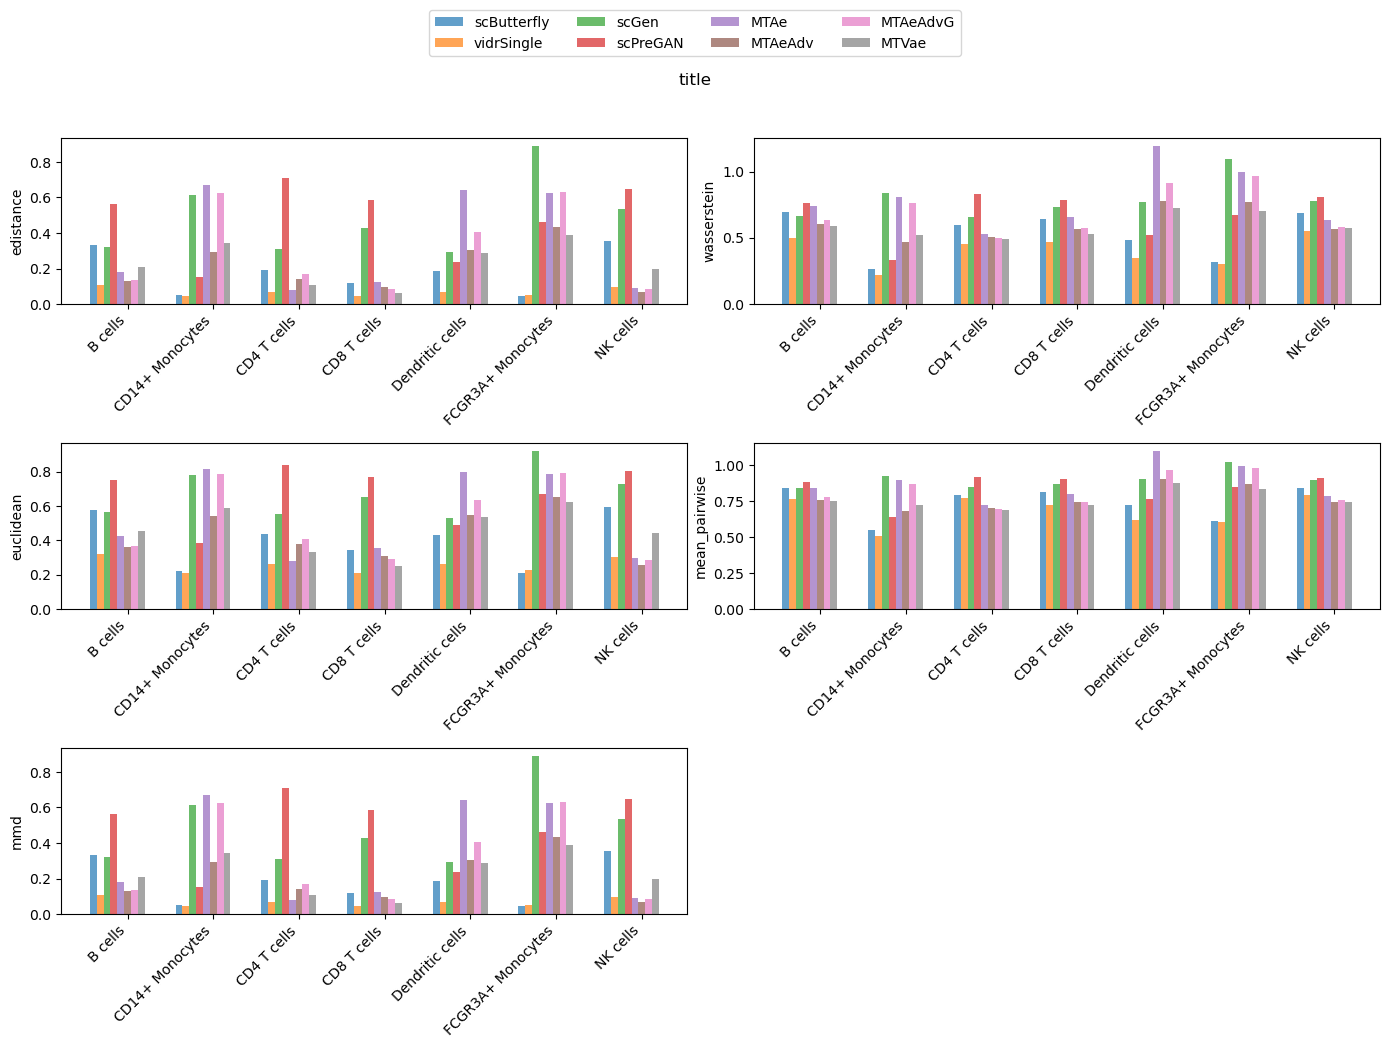 scButterfly scGen MTAe MTAeAdvG
vidrSingle scPreGAN MTAeAdv MTVae
title
edistance
0.8
0.6
0.4
0.2
0.0
B cells
CD14+ Monocytes
CD4 T cells
CD8 T cells
Dendritic cells
FCGR3A+ Monocytes
NK cells
wasserstein
1.0
0.5
0.0
B cells
CD14+ Monocytes
CD4 T cells
CD8 T cells
Dendritic cells
FCGR3A+ Monocytes
NK cells
euclidean
0.8
0.6
0.4
0.2
0.0
B cells
CD14+ Monocytes
CD4 T cells
CD8 T cells
Dendritic cells
FCGR3A+ Monocytes
NK cells
mean_pairwise
1.00
0.75
0.50
0.25
0.00
B cells
CD14+ Monocytes
CD4 T cells
CD8 T cells
Dendritic cells
FCGR3A+ Monocytes
NK cells
mmd
0.8
0.6
0.4
0.2
0.0
B cells
CD14+ Monocytes
CD4 T cells
CD8 T cells
Dendritic cells
FCGR3A+ Monocytes
NK cells